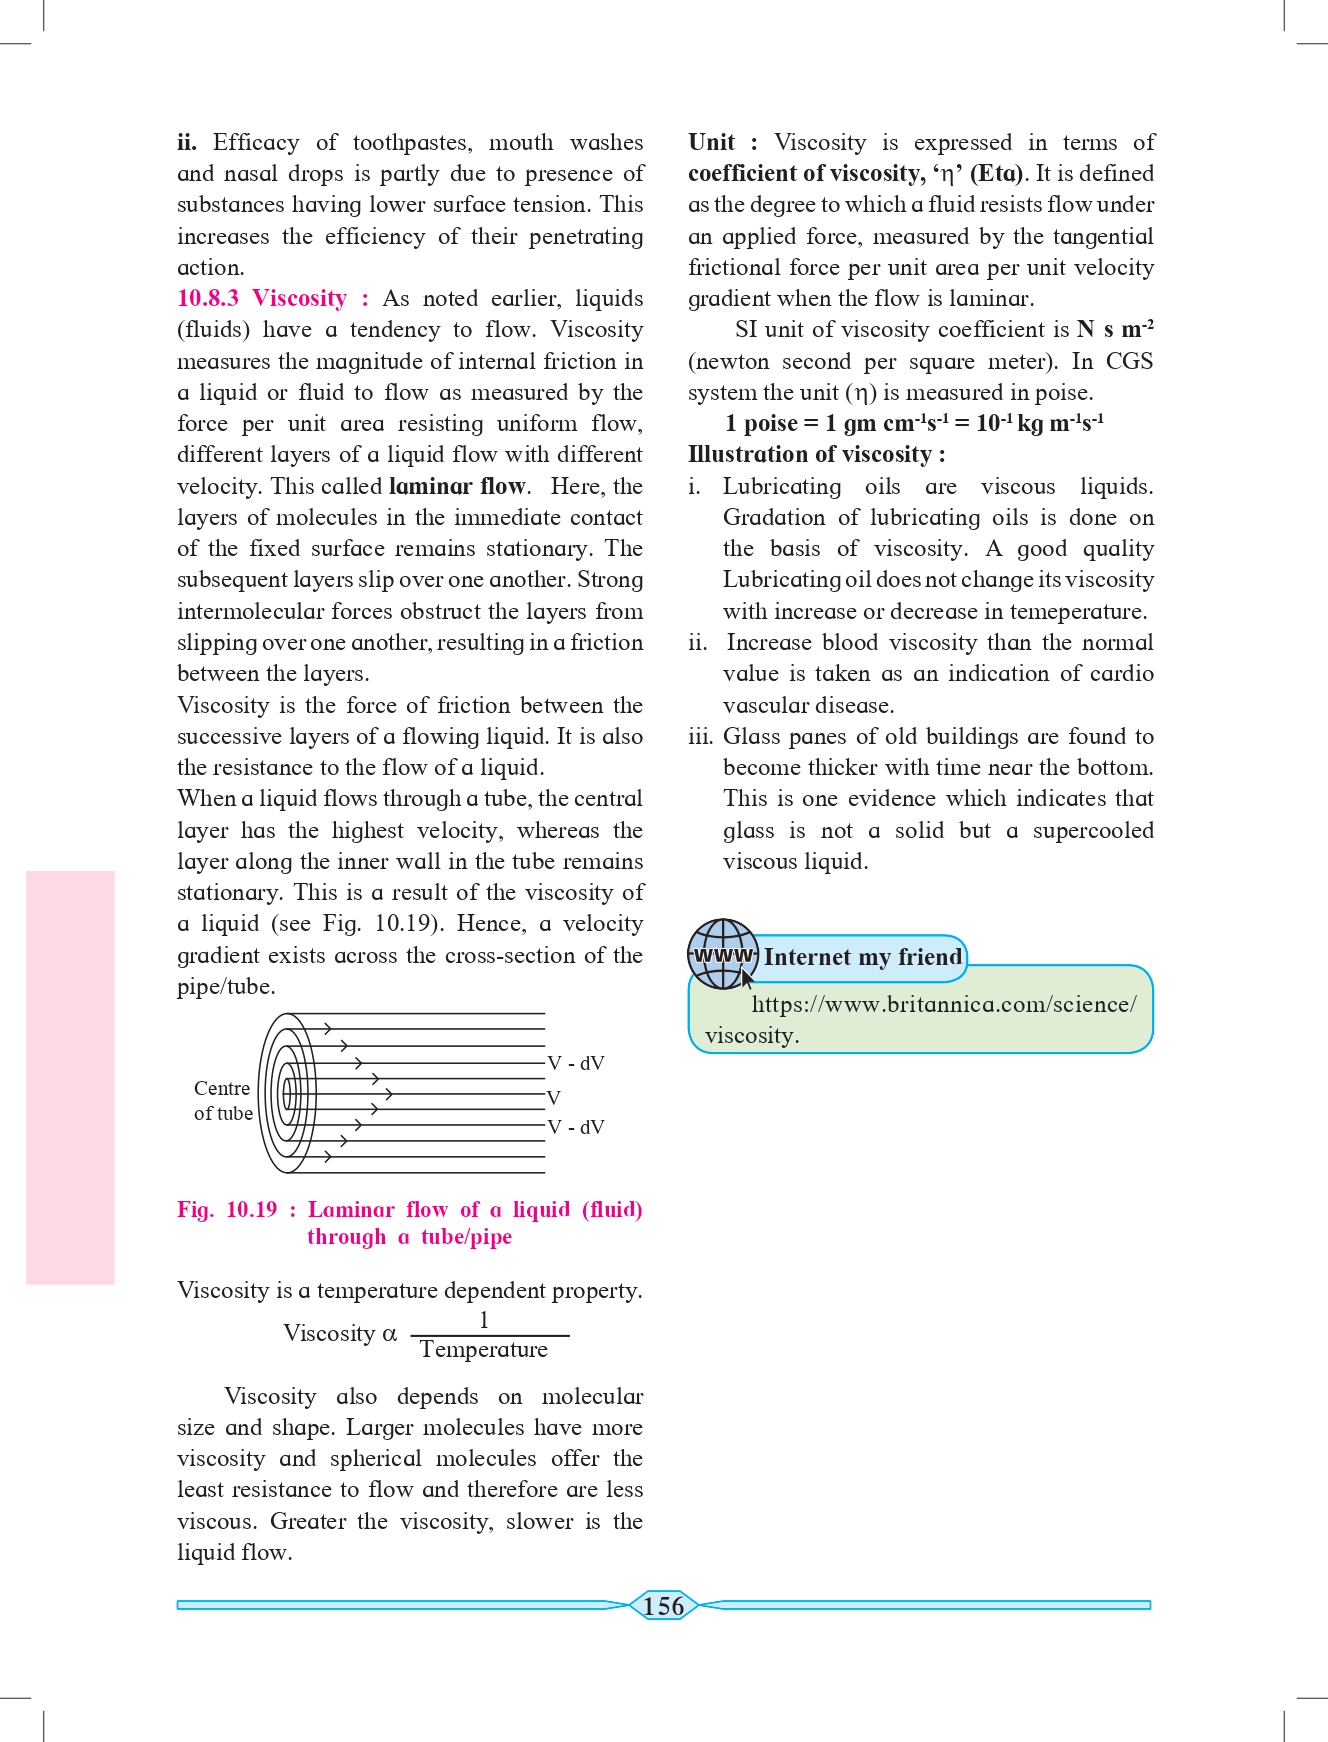 ii. Efficacy of toothpastes, mouth washes
and nasal drops is partly due to presence of
substances having lower surface tension. This
increases the efficiency of their penetrating
action.
10.8.3 Viscosity : As noted earlier, liquids
(fluids) have a tendency to flow. Viscosity
measures the magnitude of internal friction in
a liquid or fluid to flow as measured by the
force per unit area resisting uniform flow,
different layers of a liquid flow with different
velocity. This called laminar flow. Here, the
layers of molecules in the immediate contact
of the fixed surface remains stationary. The
subsequent layers slip over one another. Strong
intermolecular forces obstruct the layers from
slipping over one another, resulting in a friction
between the layers.
Viscosity is the force of friction between the
successive layers of a flowing liquid. It is also
the resistance to the flow of a liquid.
When a liquid flows through a tube, the central
layer has the highest velocity, whereas the
layer along the inner wall in the tube remains
stationary. This is a result of the viscosity of
a liquid (see Fig. 10.19). Hence, a velocity
gradient exists across the cross-section of the
pipe/tube.
Centre
of tube
V - dV
V
V - dV
Fig. 10.19 : Laminar flow of a liquid (fluid)
through a tube/pipe
Viscosity is a temperature dependent property.
Viscosity α 1
Temperature
Viscosity also depends on molecular
size and shape. Larger molecules have more
viscosity and spherical molecules offer the
least resistance to flow and therefore are less
viscous. Greater the viscosity, slower is the
liquid flow.
Unit : Viscosity is expressed in terms of
coefficient of viscosity, ‘η’ (Eta). It is defined
as the degree to which a fluid resists flow under
an applied force, measured by the tangential
frictional force per unit area per unit velocity
gradient when the flow is laminar.
SI unit of viscosity coefficient is N s m⁻²
(newton second per square meter). In CGS
system the unit (η) is measured in poise.
1 poise = 1 gm cm⁻¹s⁻¹ = 10⁻¹ kg m⁻¹s⁻¹
Illustration of viscosity :
i. Lubricating oils are viscous liquids.
Gradation of lubricating oils is done on
the basis of viscosity. A good quality
Lubricating oil does not change its viscosity
with increase or decrease in temeperature.
ii. Increase blood viscosity than the normal
value is taken as an indication of cardio
vascular disease.
iii. Glass panes of old buildings are found to
become thicker with time near the bottom.
This is one evidence which indicates that
glass is not a solid but a supercooled
viscous liquid.
www Internet my friend
https://www.britannica.com/science/
viscosity.
156